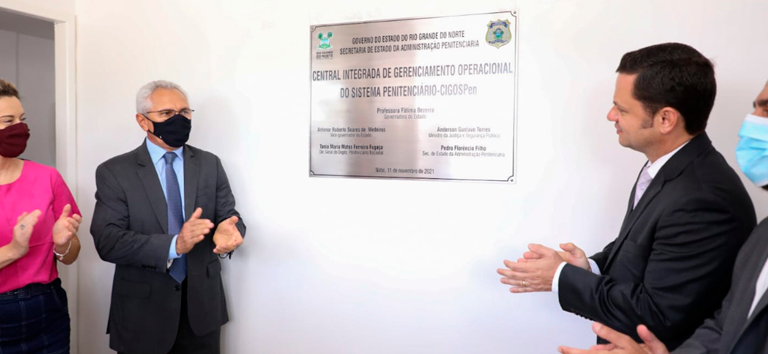 GOVERNO DO ESTADO DO RIO GRANDE DO NORTE
SECRETARIA DE ESTADO DA ADMINISTRAÇÃO PENITENCIÁRIA
CENTRAL INTEGRADA DE GERENCIAMENTO OPERACIONAL
DO SISTEMA PENITENCIÁRIO-CIGOSPen
Professora Fátima Bezerra
Governadora do Estado
Antenor Roberto Soares de Medeiros
Vice-governador do Estado
Anderson Gustavo Torres
Ministro da Justiça e Segurança Pública
Tania Maria Matos Ferreira Fogaça
Penitenciário Nacional
Pedro Florêncio Filho
Sec. de Estado da Administração Penitenciária
Natal, 11 de novembro de 2021